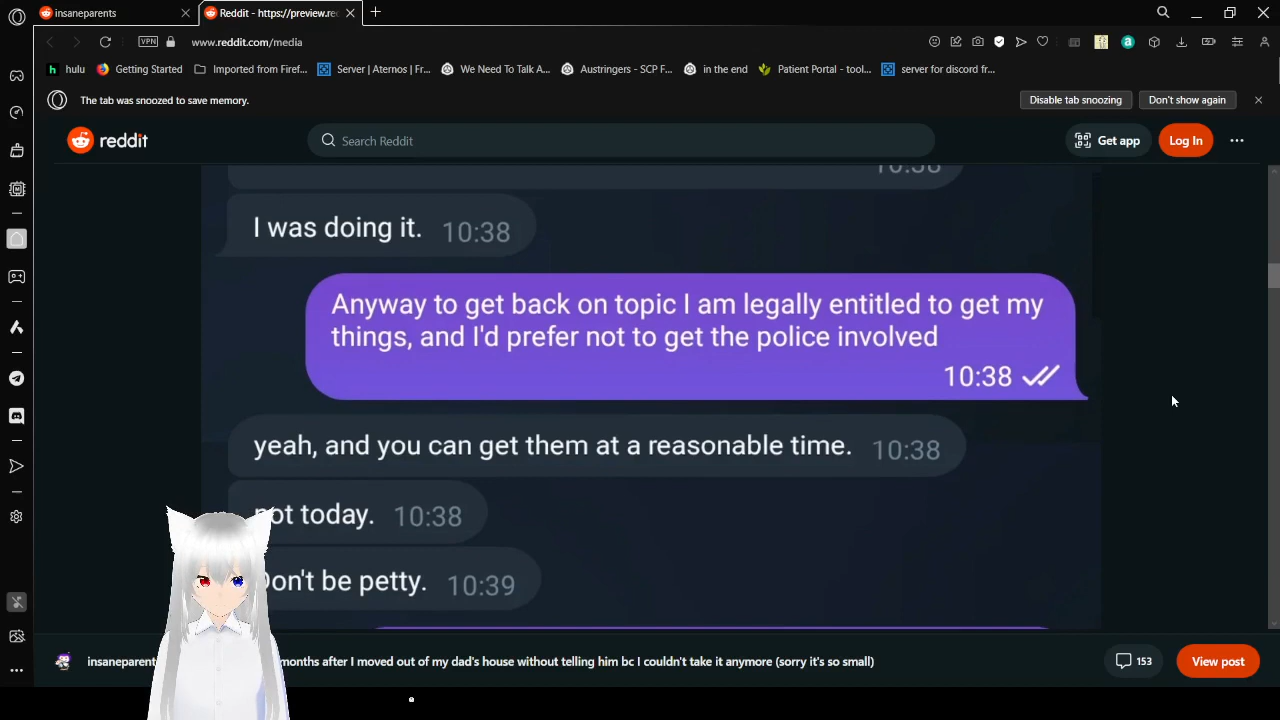 insaneparents
Reddit - https://preview.re
VPN
www.reddit.com/media
hulu
Getting Started
Imported from Firef...
Server | Aternos | Fr...
We Need To Talk A...
Austringers - SCP F...
in the end
Patient Portal - tool...
server for discord fr...
The tab was snoozed to save memory.
Disable tab snoozing
Don't show again
reddit
Search Reddit
Get app
Log In
10:38
I was doing it. 10:38
Anyway to get back on topic I am legally entitled to get my
things, and I'd prefer not to get the police involved
10:38
yeah, and you can get them at a reasonable time. 10:38
not today. 10:38
Don't be petty. 10:39
insaneparent
months after I moved out of my dad's house without telling him bc I couldn't take it anymore (sorry it's so small)
153
View post